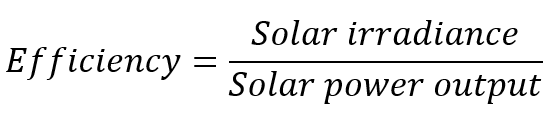 Efficiency = Solar irradiance / Solar power output